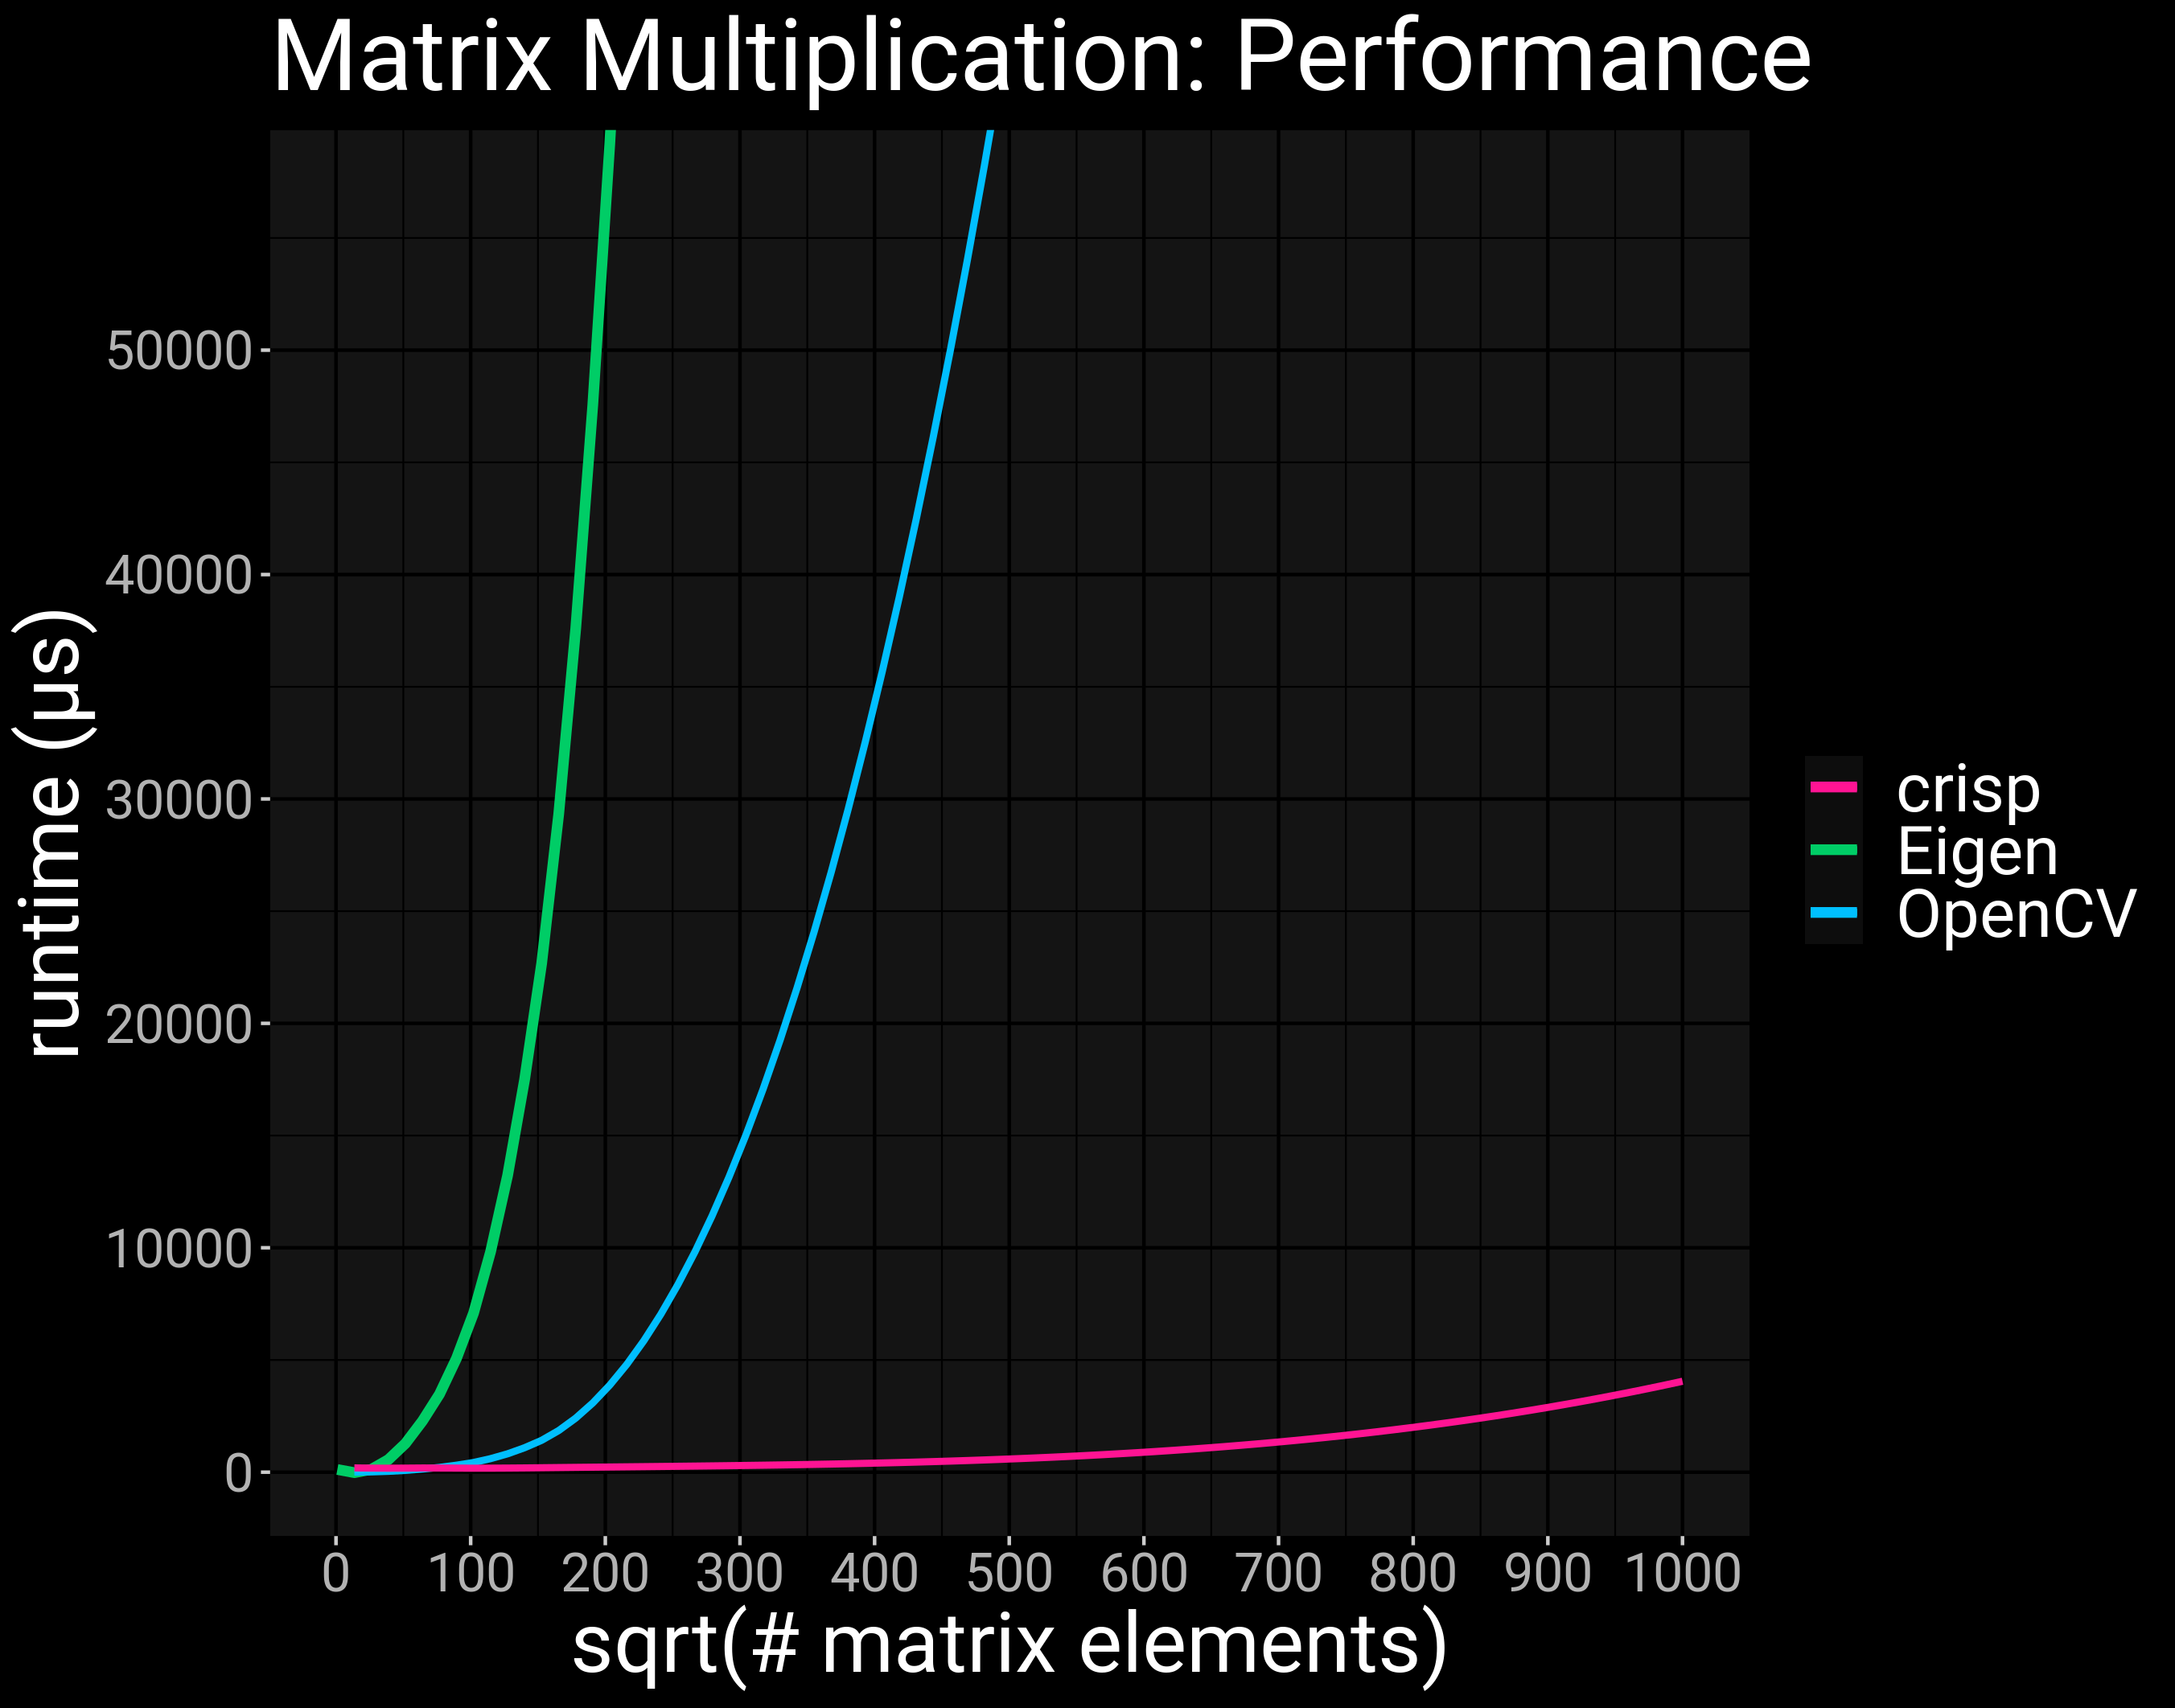 Matrix Multiplication: Performance
runtime (µs)
50000
40000
30000
20000
10000
0
0 100 200 300 400 500 600 700 800 900 1000
sqrt(# matrix elements)
crisp
Eigen
OpenCV